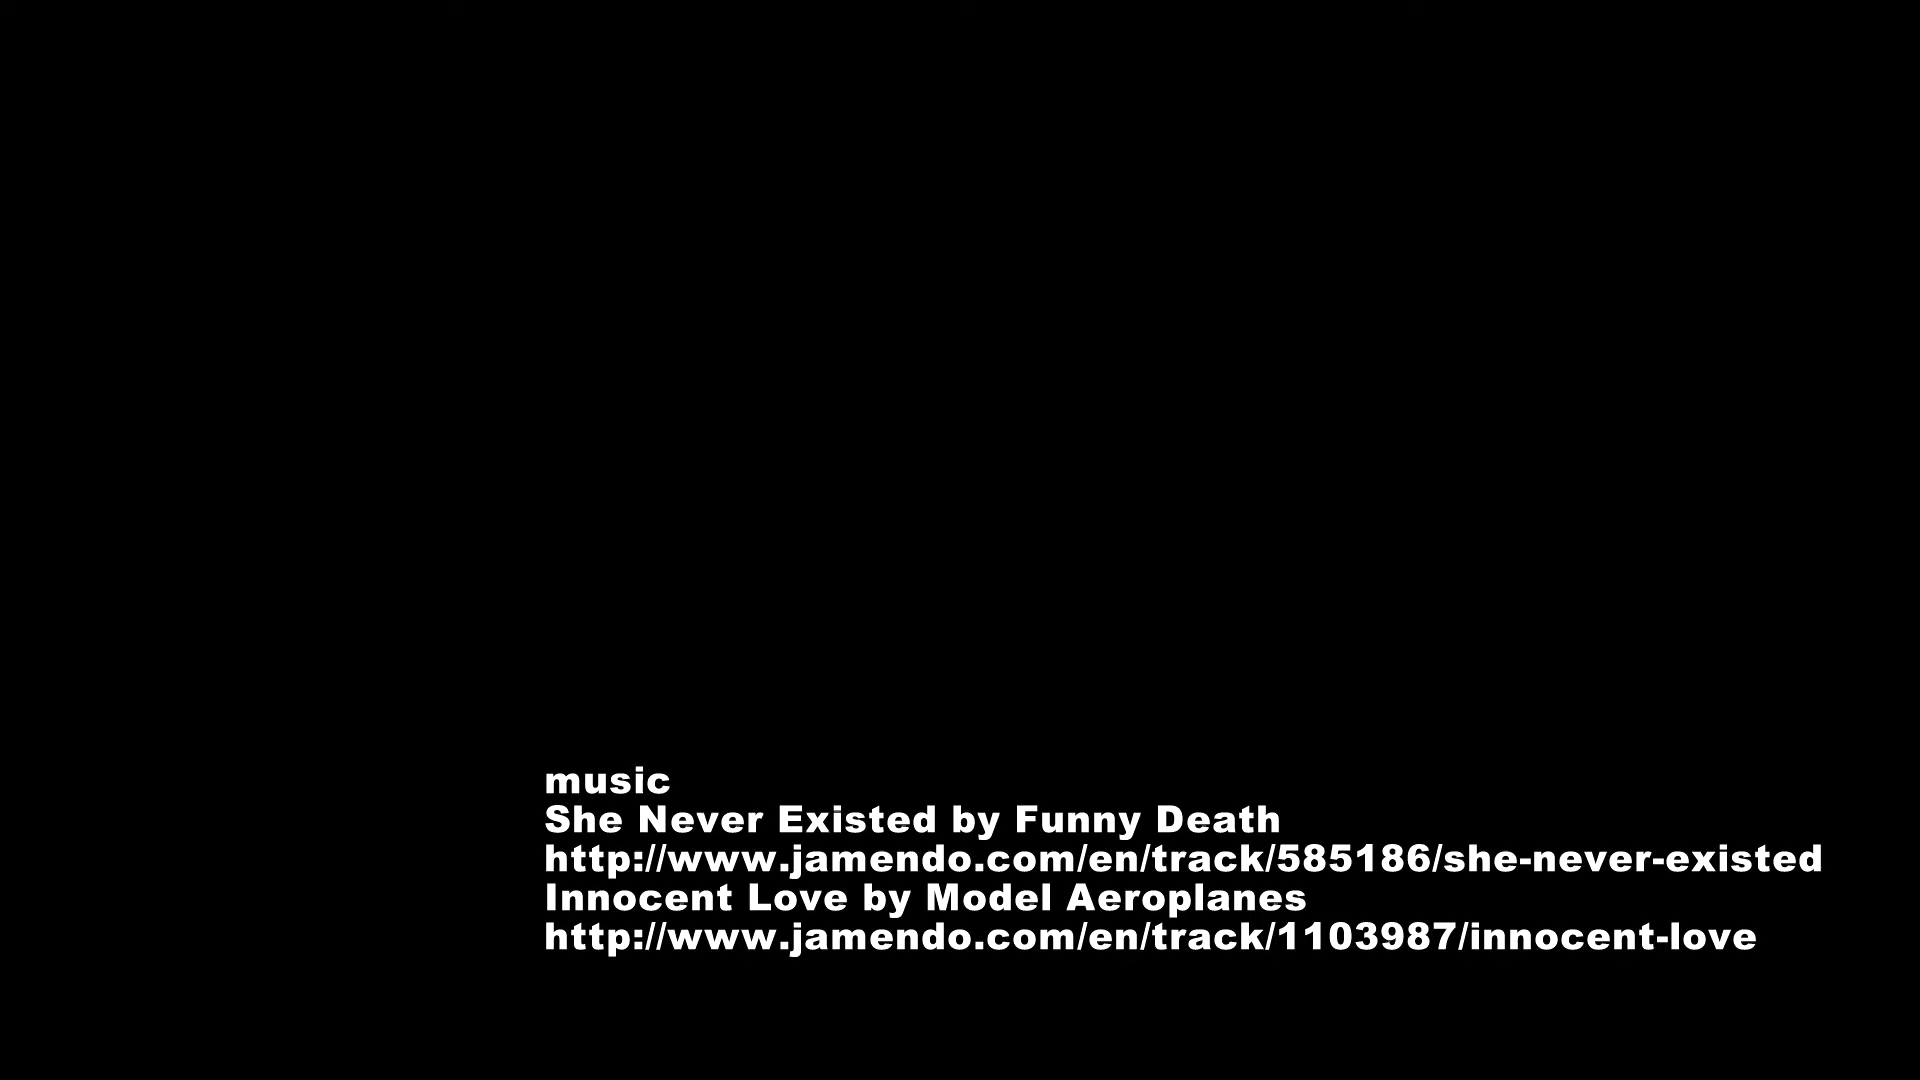 music
She Never Existed by Funny Death
http://www.jamendo.com/en/track/585186/she-never-existed
Innocent Love by Model Aeroplanes
http://www.jamendo.com/en/track/1103987/innocent-love